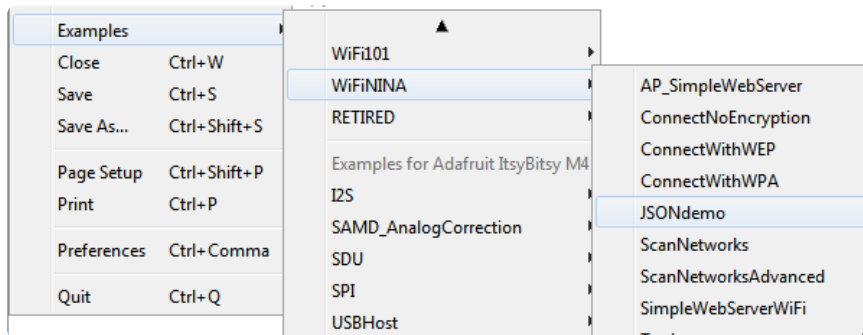 Examples
Close Ctrl+W
Save Ctrl+S
Save As... Ctrl+Shift+S
Page Setup Ctrl+Shift+P
Print Ctrl+P
Preferences Ctrl+Comma
Quit Ctrl+Q
WiFi101
WiFiNINA
RETIRED
Examples for Adafruit ItsyBitsy M4
I2S
SAMD_AnalogCorrection
SDU
SPI
USBHost
AP_SimpleWebServer
ConnectNoEncryption
ConnectWithWEP
ConnectWithWPA
JSONdemo
ScanNetworks
ScanNetworksAdvanced
SimpleWebServerWiFi